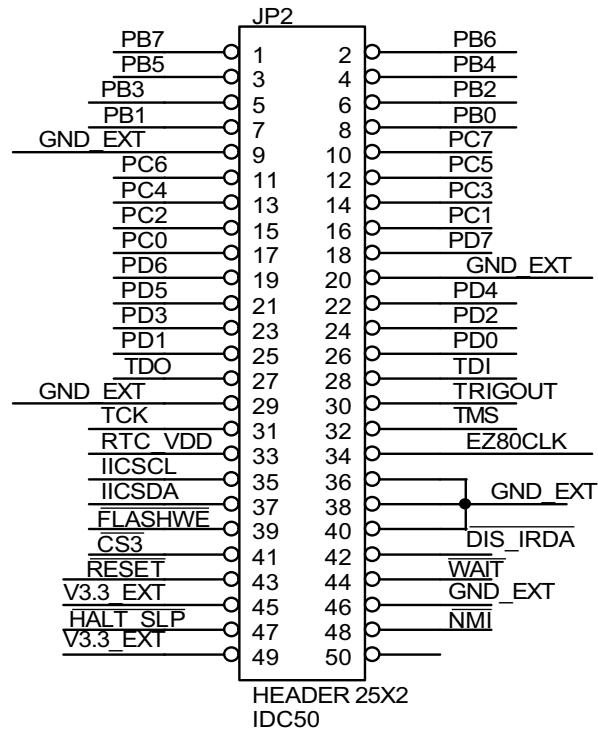 JP2
PB7 1 2 PB6
PB5 3 4 PB4
PB3 5 6 PB2
PB1 7 8 PB0
GND_EXT 9 10 PC7
PC6 11 12 PC5
PC4 13 14 PC3
PC2 15 16 PC1
PC0 17 18 PD7
PD6 19 20 GND_EXT
PD5 21 22 PD4
PD3 23 24 PD2
PD1 25 26 PD0
TDO 27 28 TDI
GND_EXT 29 30 TRIGOUT
TCK 31 32 TMS
RTC_VDD 33 34 EZ80CLK
IICSCL 35 36
IICSDA 37 38 GND_EXT
FLASHWE 39 40
CS3 41 42 DIS_IRDA
RESET 43 44 WAIT
V3.3_EXT 45 46 GND_EXT
HALT_SLP 47 48 NMI
V3.3_EXT 49 50
HEADER 25X2
IDC50